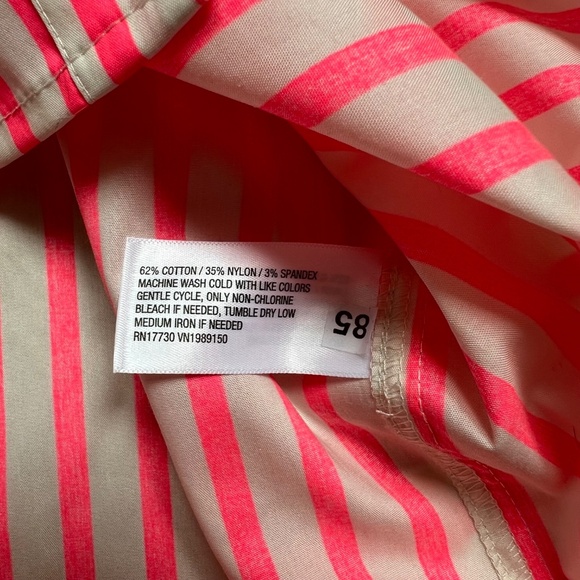 62% COTTON / 35% NYLON / 3% SPANDEX
MACHINE WASH COLD WITH LIKE COLORS
GENTLE CYCLE, ONLY NON-CHLORINE
BLEACH IF NEEDED, TUMBLE DRY LOW
MEDIUM IRON IF NEEDED
RN17730 VN1989150
85